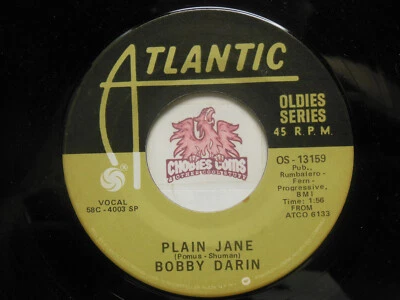 ATLANTIC
OLDIES
SERIES
45 R.P.M.
OS-13159
Pub.,
Rumbalero-
Fern-
Progressive,
BMI
Time: 1:56
FROM
ATCO 6133
VOCAL
58C-4003 SP
PLAIN JANE
(Pomus-Shuman)
BOBBY DARIN